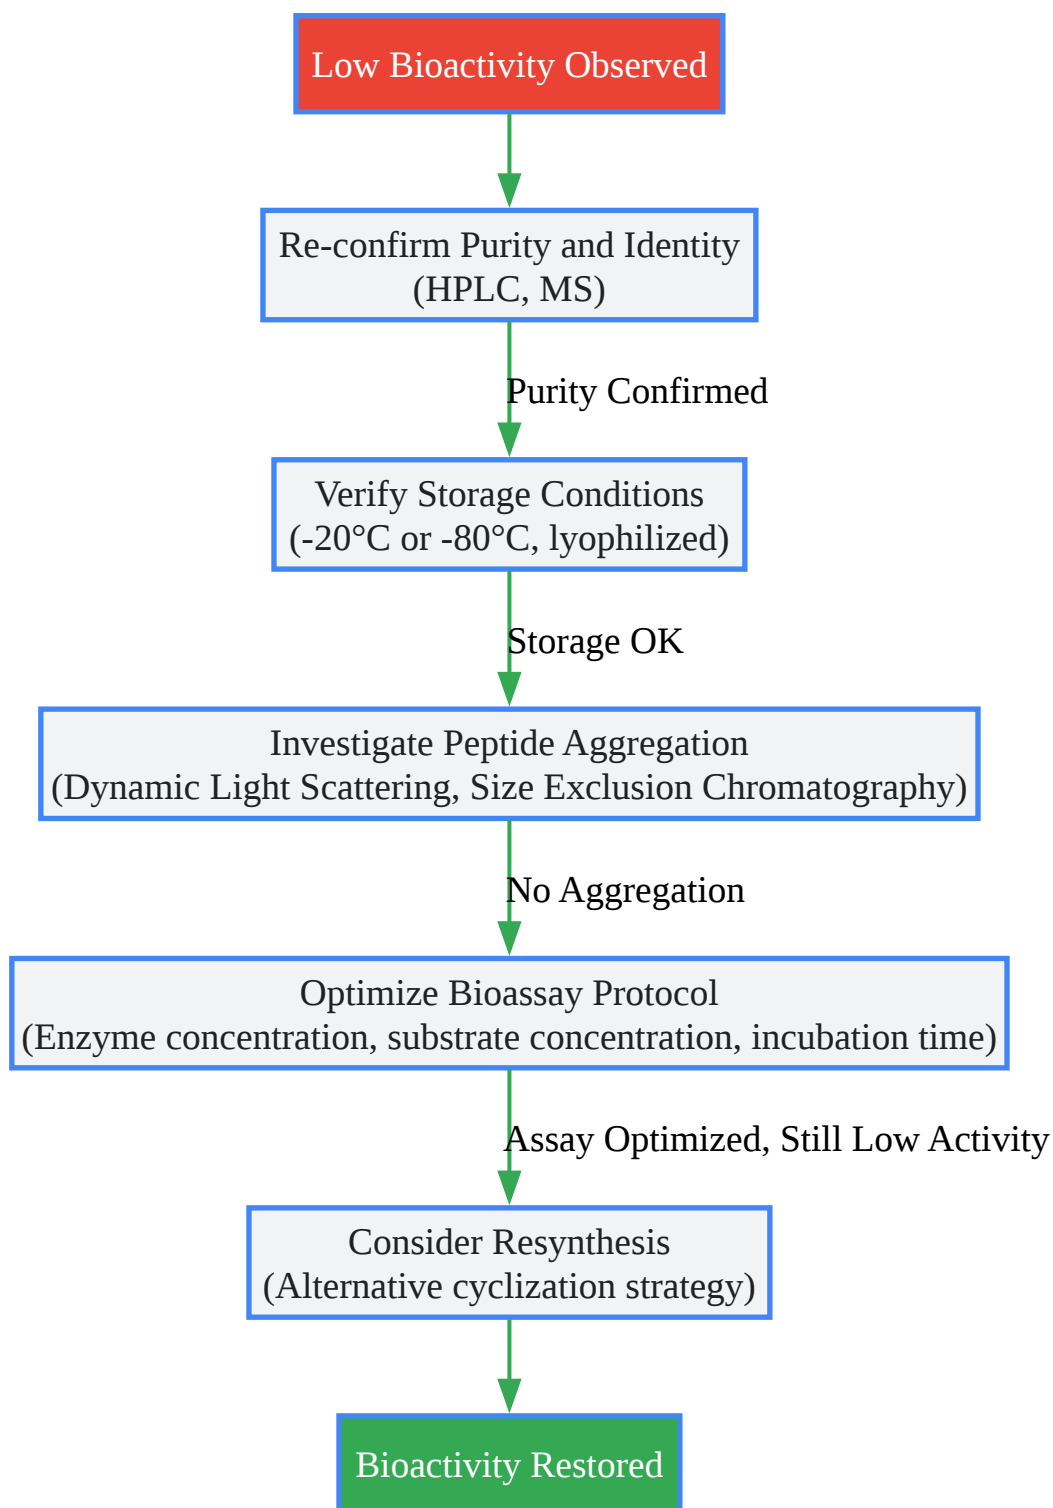 Low Bioactivity Observed
Re-confirm Purity and Identity
(HPLC, MS)
Purity Confirmed
Verify Storage Conditions
(-20°C or -80°C, lyophilized)
Storage OK
Investigate Peptide Aggregation
(Dynamic Light Scattering, Size Exclusion Chromatography)
No Aggregation
Optimize Bioassay Protocol
(Enzyme concentration, substrate concentration, incubation time)
Assay Optimized, Still Low Activity
Consider Resynthesis
(Alternative cyclization strategy)
Bioactivity Restored